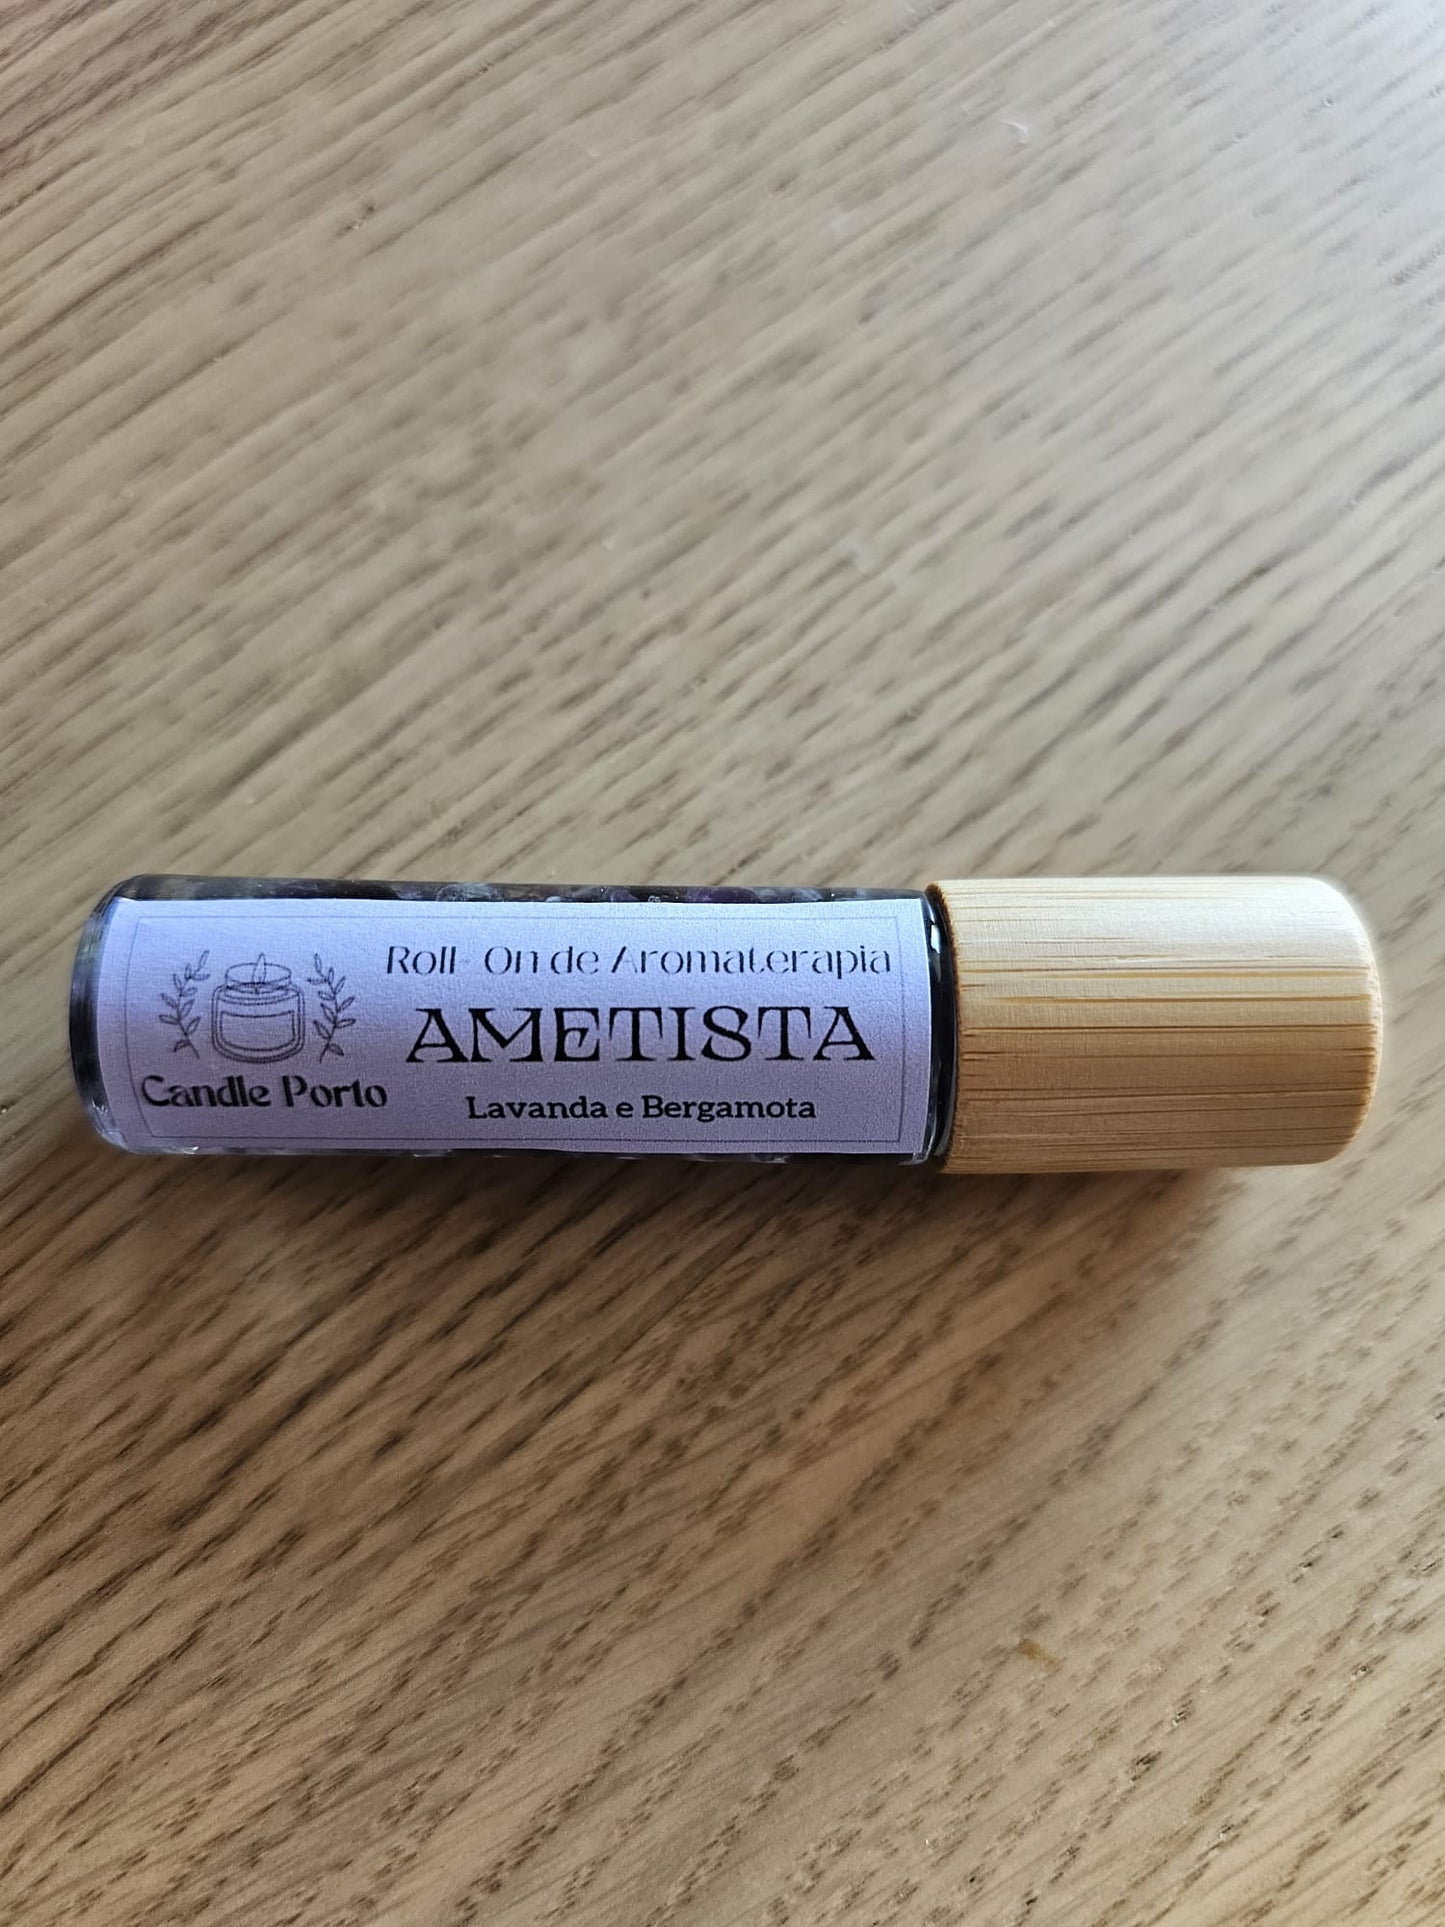 Roll- On de Aromaterapia
AMETISTA
Lavanda e Bergamota
Candle Porto